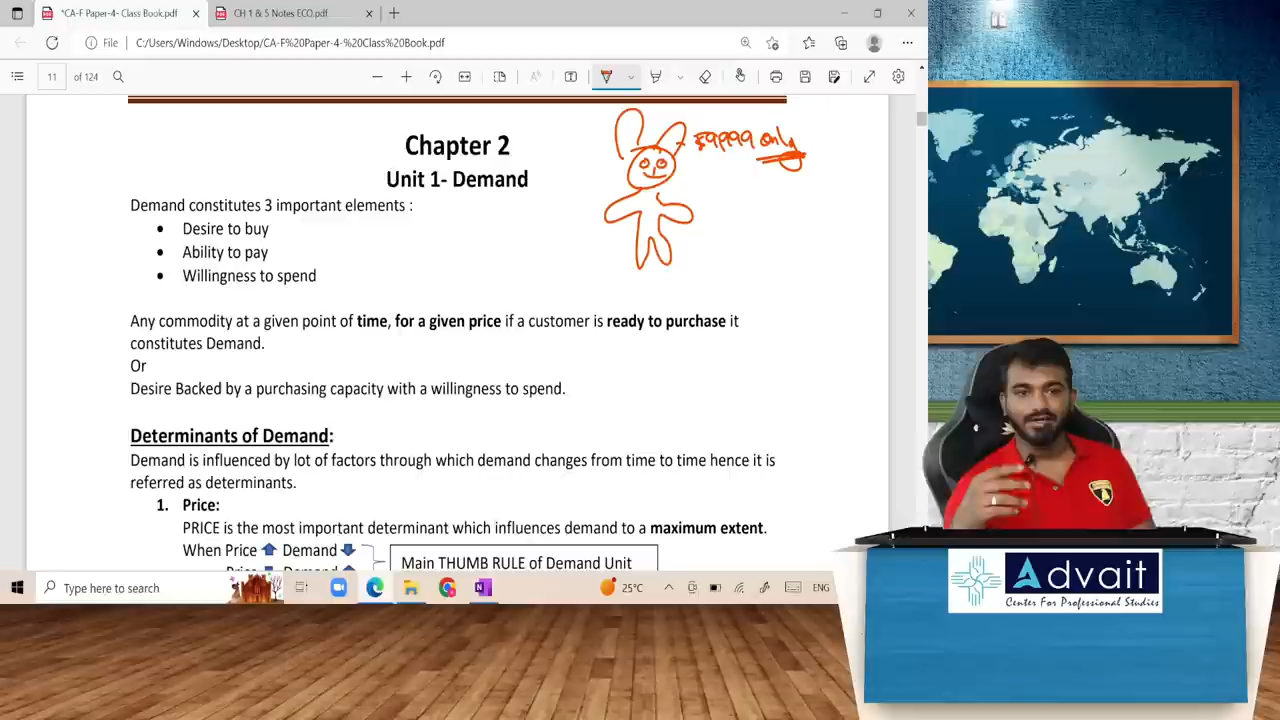 *CA-F Paper-4- Class Book.pdf
CH 1 & 5 Notes ECO.pdf
File
C:/Users/Windows/Desktop/CA-F%20Paper-4-%20Class%20Book.pdf
11 of 124
Chapter 2
Unit 1- Demand
only
Demand constitutes 3 important elements :
• Desire to buy
• Ability to pay
• Willingness to spend
Any commodity at a given point of time, for a given price if a customer is ready to purchase it
constitutes Demand.
Or
Desire Backed by a purchasing capacity with a willingness to spend.
Determinants of Demand:
Demand is influenced by lot of factors through which demand changes from time to time hence it is
referred as determinants.
1. Price:
PRICE is the most important determinant which influences demand to a maximum extent.
When Price Demand
Main THUMB RULE of Demand Unit
Type here to search
25°C
ENG
Advait
Center For Professional Studies